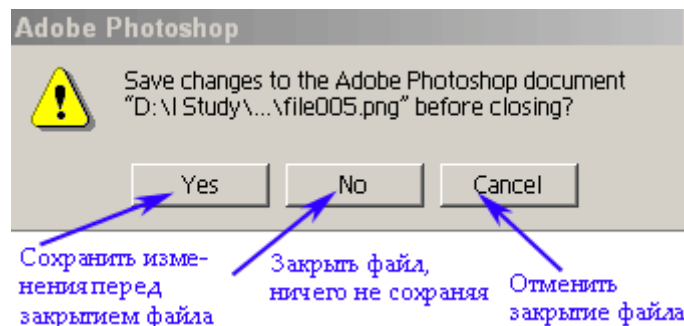 Adobe Photoshop
Save changes to the Adobe Photoshop document
“D:\I Study\...\file005.png” before closing?
Yes No Cancel
Сохранить изме-
нения перед
закрытием файла
Закрыть файл,
ничего не сохраняя
Отменить
закрытие файла